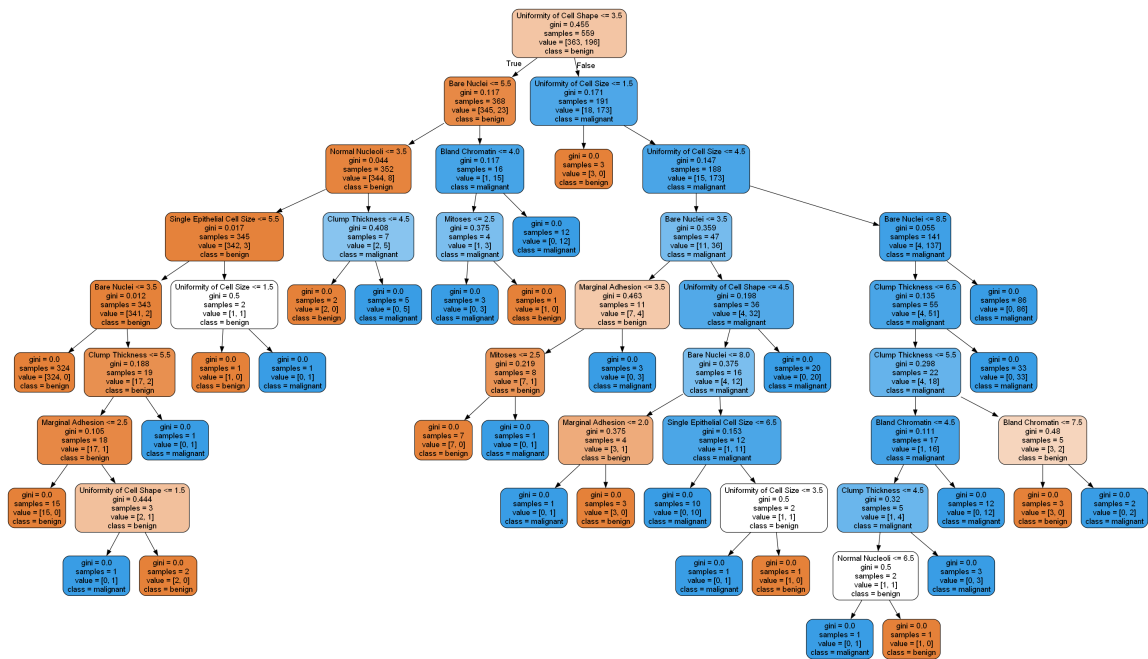 Uniformity of Cell Shape <= 3.5
gini = 0.455
samples = 559
value = [363, 196]
class = benign
True
False
Bare Nuclei <= 5.5
gini = 0.117
samples = 368
value = [345, 23]
class = benign
Uniformity of Cell Size <= 1.5
gini = 0.171
samples = 191
value = [18, 173]
class = malignant
Normal Nucleoli <= 3.5
gini = 0.044
samples = 352
value = [344, 8]
class = benign
Bland Chromatin <= 4.0
gini = 0.117
samples = 16
value = [1, 15]
class = malignant
gini = 0.0
samples = 3
value = [3, 0]
class = benign
Uniformity of Cell Size <= 4.5
gini = 0.147
samples = 188
value = [15, 173]
class = malignant
Single Epithelial Cell Size <= 5.5
gini = 0.017
samples = 345
value = [342, 3]
class = benign
Clump Thickness <= 4.5
gini = 0.408
samples = 7
value = [2, 5]
class = malignant
Mitoses <= 2.5
gini = 0.375
samples = 4
value = [1, 3]
class = malignant
gini = 0.0
samples = 12
value = [0, 12]
class = malignant
Bare Nuclei <= 3.5
gini = 0.359
samples = 47
value = [11, 36]
class = malignant
Bare Nuclei <= 8.5
gini = 0.055
samples = 141
value = [4, 137]
class = malignant
Bare Nuclei <= 3.5
gini = 0.012
samples = 343
value = [341, 2]
class = benign
Uniformity of Cell Size <= 1.5
gini = 0.5
samples = 2
value = [1, 1]
class = benign
gini = 0.0
samples = 2
value = [2, 0]
class = benign
gini = 0.0
samples = 5
value = [0, 5]
class = malignant
gini = 0.0
samples = 3
value = [0, 3]
class = malignant
gini = 0.0
samples = 1
value = [1, 0]
class = benign
Marginal Adhesion <= 3.5
gini = 0.463
samples = 11
value = [7, 4]
class = benign
Uniformity of Cell Shape <= 4.5
gini = 0.198
samples = 36
value = [4, 32]
class = malignant
Clump Thickness <= 6.5
gini = 0.135
samples = 55
value = [4, 51]
class = malignant
gini = 0.0
samples = 86
value = [0, 86]
class = malignant
gini = 0.0
samples = 324
value = [324, 0]
class = benign
Clump Thickness <= 5.5
gini = 0.188
samples = 19
value = [17, 2]
class = benign
gini = 0.0
samples = 1
value = [1, 0]
class = benign
gini = 0.0
samples = 1
value = [0, 1]
class = malignant
Mitoses <= 2.5
gini = 0.219
samples = 8
value = [7, 1]
class = benign
gini = 0.0
samples = 3
value = [0, 3]
class = malignant
Bare Nuclei <= 8.0
gini = 0.375
samples = 16
value = [4, 12]
class = malignant
gini = 0.0
samples = 20
value = [0, 20]
class = malignant
Clump Thickness <= 5.5
gini = 0.298
samples = 22
value = [4, 18]
class = malignant
gini = 0.0
samples = 33
value = [0, 33]
class = malignant
Marginal Adhesion <= 2.5
gini = 0.105
samples = 18
value = [17, 1]
class = benign
gini = 0.0
samples = 1
value = [0, 1]
class = malignant
gini = 0.0
samples = 7
value = [7, 0]
class = benign
gini = 0.0
samples = 1
value = [0, 1]
class = malignant
Marginal Adhesion <= 2.0
gini = 0.375
samples = 4
value = [3, 1]
class = benign
Single Epithelial Cell Size <= 6.5
gini = 0.153
samples = 12
value = [1, 11]
class = malignant
Bland Chromatin <= 4.5
gini = 0.111
samples = 17
value = [1, 16]
class = malignant
Bland Chromatin <= 7.5
gini = 0.48
samples = 5
value = [3, 2]
class = benign
gini = 0.0
samples = 15
value = [15, 0]
class = benign
Uniformity of Cell Shape <= 1.5
gini = 0.444
samples = 3
value = [2, 1]
class = benign
gini = 0.0
samples = 1
value = [0, 1]
class = malignant
gini = 0.0
samples = 3
value = [3, 0]
class = benign
gini = 0.0
samples = 10
value = [0, 10]
class = malignant
Uniformity of Cell Size <= 3.5
gini = 0.5
samples = 2
value = [1, 1]
class = benign
Clump Thickness <= 4.5
gini = 0.32
samples = 5
value = [1, 4]
class = malignant
gini = 0.0
samples = 12
value = [0, 12]
class = malignant
gini = 0.0
samples = 3
value = [3, 0]
class = benign
gini = 0.0
samples = 2
value = [0, 2]
class = malignant
gini = 0.0
samples = 1
value = [0, 1]
class = malignant
gini = 0.0
samples = 2
value = [2, 0]
class = benign
gini = 0.0
samples = 1
value = [0, 1]
class = malignant
gini = 0.0
samples = 1
value = [1, 0]
class = benign
Normal Nucleoli <= 6.5
gini = 0.5
samples = 2
value = [1, 1]
class = benign
gini = 0.0
samples = 3
value = [0, 3]
class = malignant
gini = 0.0
samples = 1
value = [0, 1]
class = malignant
gini = 0.0
samples = 1
value = [1, 0]
class = benign